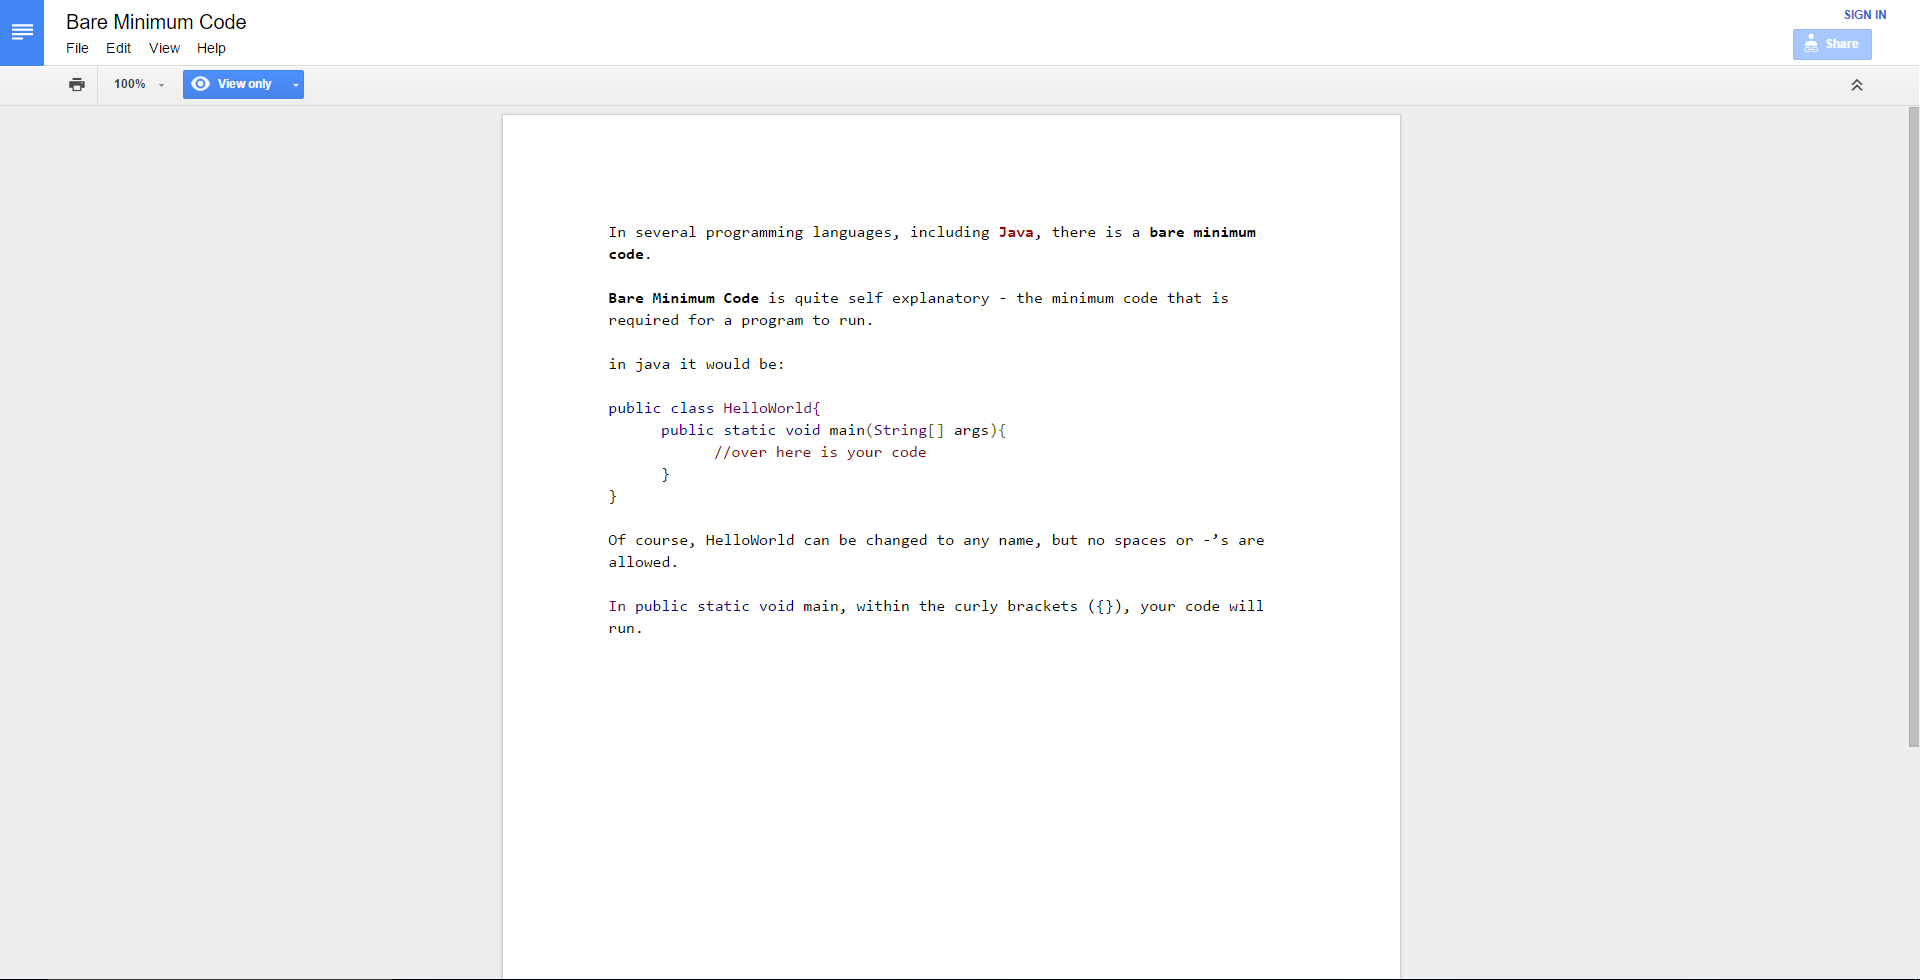 Bare Minimum Code
SIGN IN
File Edit View Help
Share
100%
View only
In several programming languages, including Java, there is a bare minimum
code.
Bare Minimum Code is quite self explanatory - the minimum code that is
required for a program to run.
in java it would be:
public class HelloWorld{
public static void main(String[] args){
//over here is your code
}
}
Of course, HelloWorld can be changed to any name, but no spaces or -’s are
allowed.
In public static void main, within the curly brackets ({}), your code will
run.